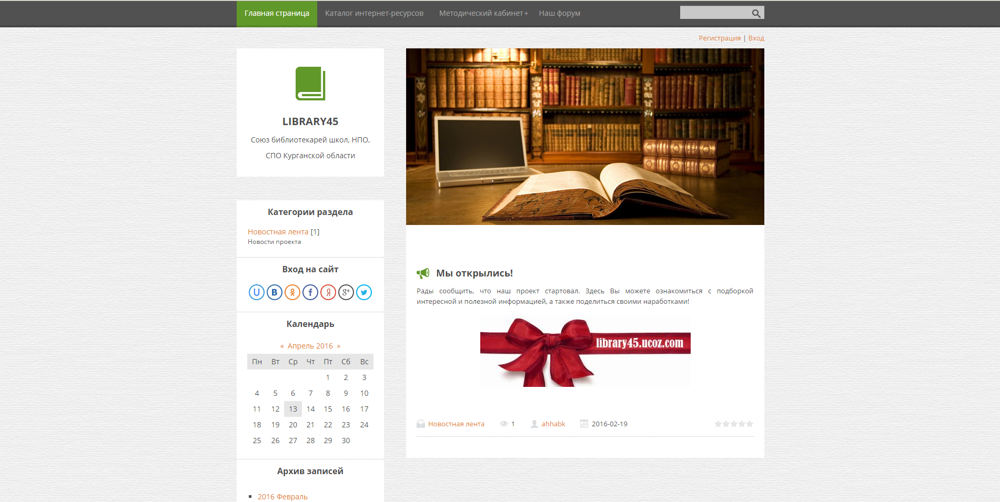 Главная страница
Каталог интернет-ресурсов
Методический кабинет+
Наш форум
Регистрация | Вход
LIBRARY45
Союз библиотекарей школ, НПО,
СПО Курганской области
Категории раздела
Новостная лента [1]
Новости проекта
Вход на сайт
Календарь
« Апрель 2016 »
Пн Вт Ср Чт Пт Сб Вс
1 2 3
4 5 6 7 8 9 10
11 12 13 14 15 16 17
18 19 20 21 22 23 24
25 26 27 28 29 30
Архив записей
2016 Февраль
Мы открылись!
Рады сообщить, что наш проект стартовал. Здесь Вы можете ознакомиться с подборкой
интересной и полезной информацией, а также поделиться своими наработками!
library45.ucoz.com
Новостная лента 1 ahhabk 2016-02-19